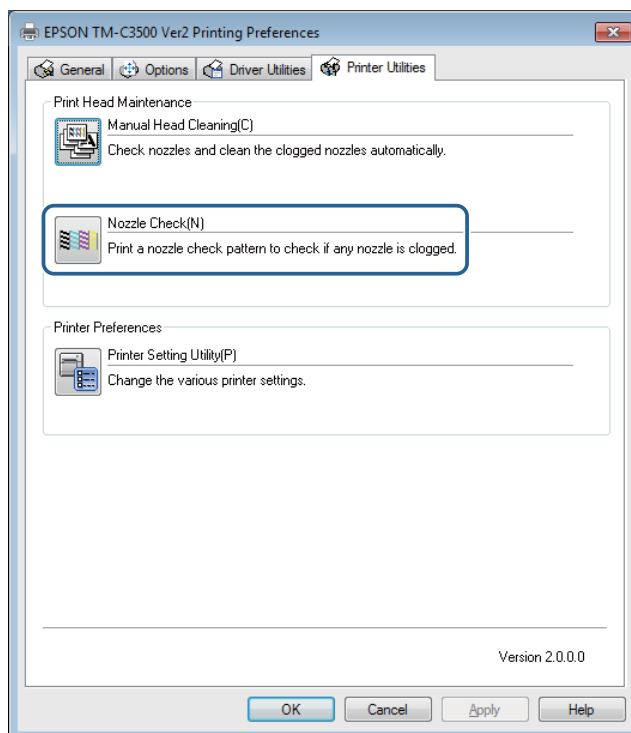 EPSON TM-C3500 Ver2 Printing Preferences
General Options Driver Utilities Printer Utilities
Print Head Maintenance
Manual Head Cleaning(C)
Check nozzles and clean the clogged nozzles automatically.
Nozzle Check(N)
Print a nozzle check pattern to check if any nozzle is clogged.
Printer Preferences
Printer Setting Utility(P)
Change the various printer settings.
Version 2.0.0.0
OK Cancel Apply Help